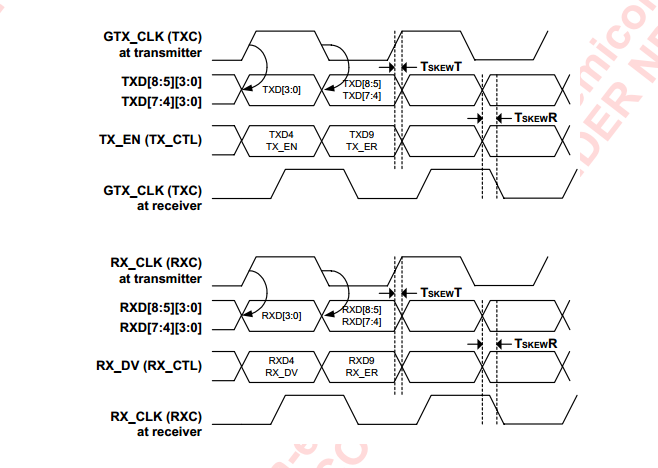 GTX_CLK (TXC)
at transmitter
TSKEWT
TXD[8:5][3:0]
TXD[7:4][3:0]
TXD[3:0]
TXD[8:5]
TXD[7:4]
TSKEWR
TX_EN (TX_CTL)
TXD4
TX_EN
TXD9
TX_ER
GTX_CLK (TXC)
at receiver
RX_CLK (RXC)
at transmitter
TSKEWT
RXD[8:5][3:0]
RXD[7:4][3:0]
RXD[3:0]
RXD[8:5]
RXD[7:4]
TSKEWR
RX_DV (RX_CTL)
RXD4
RX_DV
RXD9
RX_ER
RX_CLK (RXC)
at receiver